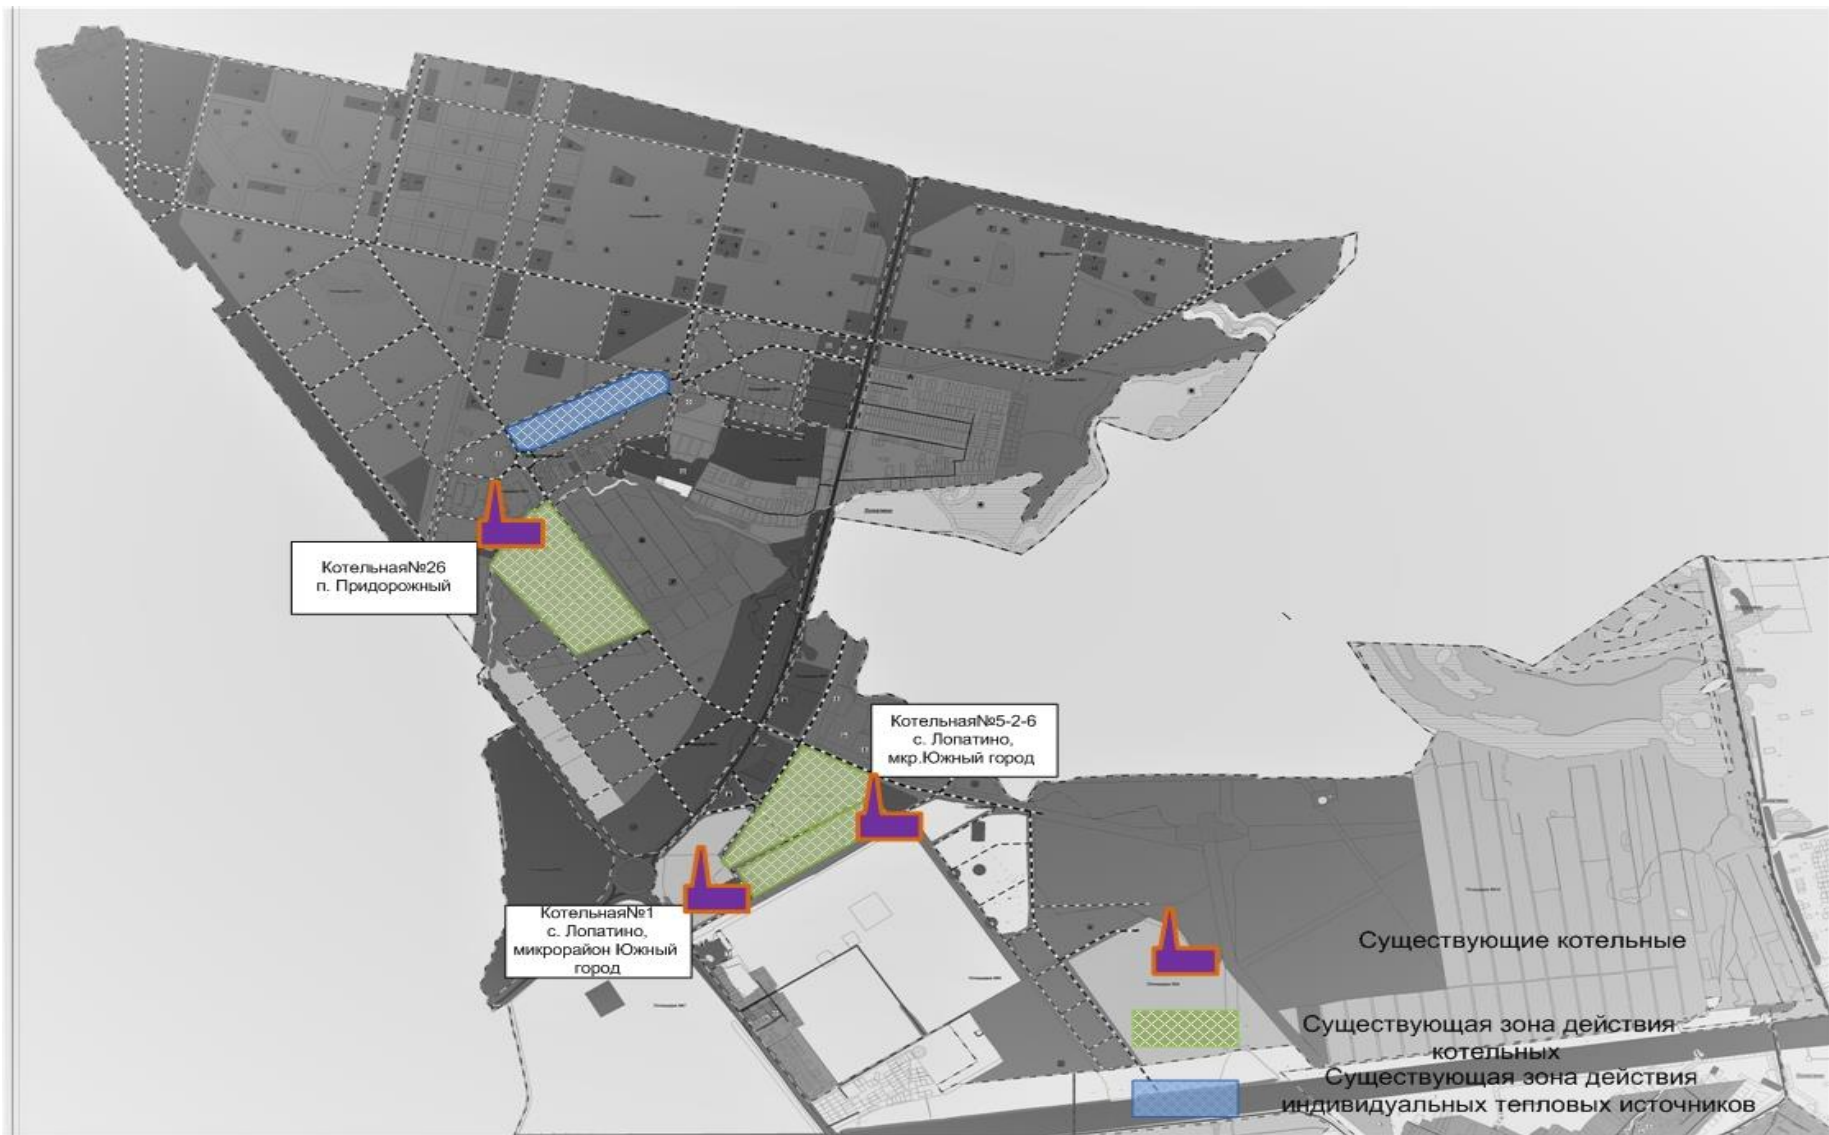 Котельная№26
п. Придорожный
Котельная№5-2-6
с. Лопатино,
мкр.Южный город
Котельная№1
с. Лопатино,
микрорайон Южный
город
Существующие котельные
Существующая зона действия
котельных
Существующая зона действия
индивидуальных тепловых источников